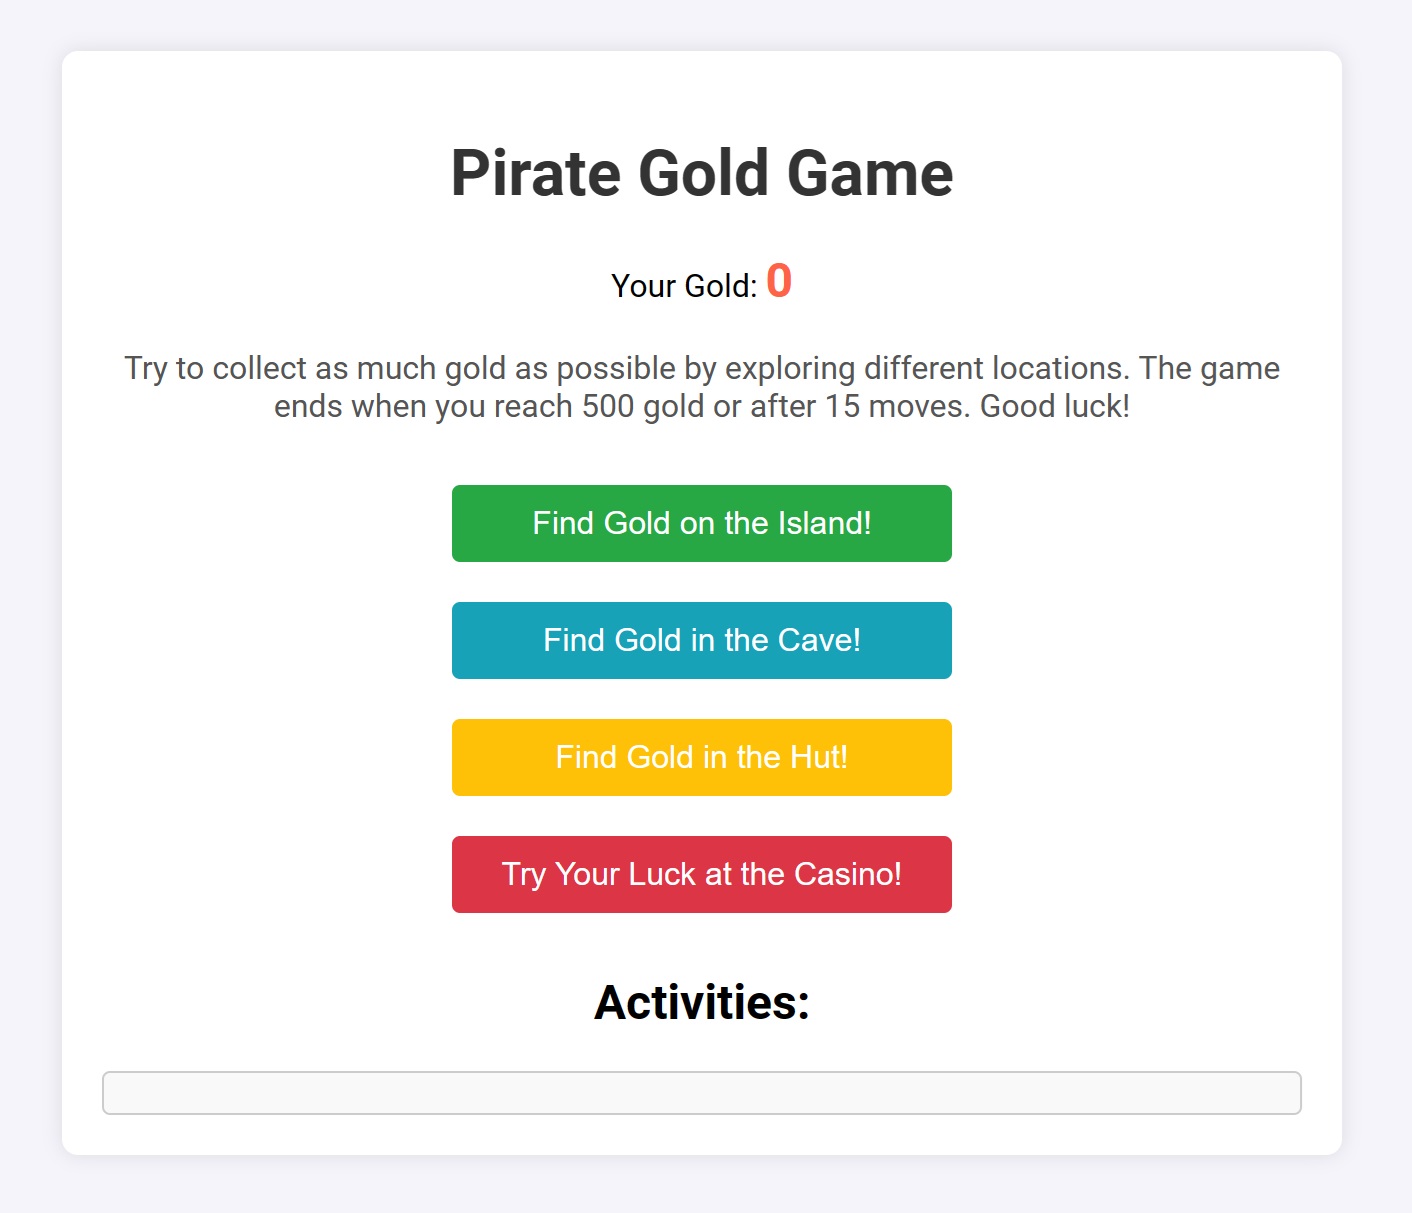 Pirate Gold Game
Your Gold: 0
Try to collect as much gold as possible by exploring different locations. The game
ends when you reach 500 gold or after 15 moves. Good luck!
Find Gold on the Island!
Find Gold in the Cave!
Find Gold in the Hut!
Try Your Luck at the Casino!
Activities: